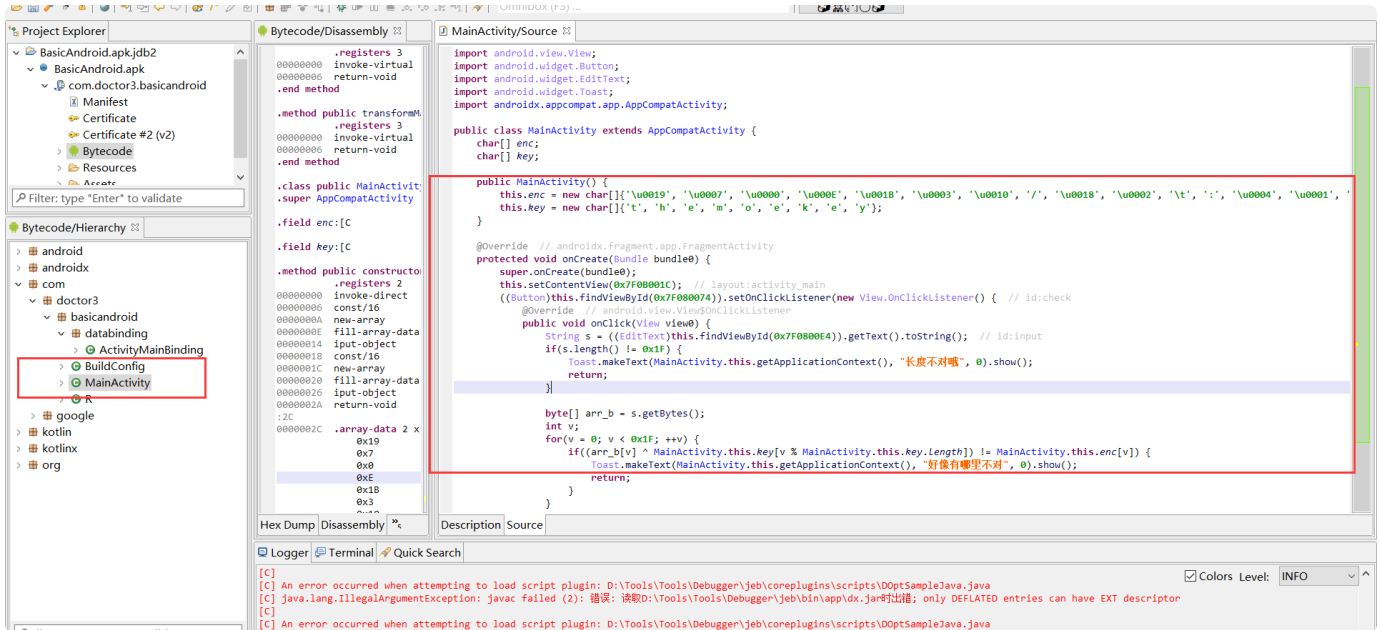 Omnibox (F3) ...
Project Explorer
BasicAndroid.apk.jdb2
BasicAndroid.apk
com.doctor3.basicandroid
Manifest
Certificate
Certificate #2 (v2)
Bytecode
Resources
Assets
Filter: type "Enter" to validate
Bytecode/Hierarchy
android
androidx
com
doctor3
basicandroid
databinding
ActivityMainBinding
BuildConfig
MainActivity
R
google
kotlin
kotlinx
org
Bytecode/Disassembly
.registers 3
00000000 invoke-virtual
00000006 return-void
.end method
.method public transformM
.registers 3
00000000 invoke-virtual
00000006 return-void
.end method
.class public MainActivity
.super AppCompatActivity
.field enc:[C
.field key:[C
.method public constructo
.registers 2
00000000 invoke-direct
00000006 const/16
0000000A new-array
0000000E fill-array-data
00000014 iput-object
00000018 const/16
0000001C new-array
00000020 fill-array-data
00000026 iput-object
0000002A return-void
:2C
0000002C .array-data 2 x
0x19
0x7
0x0
0xE
0x1B
0x3
0x10
Hex Dump Disassembly
MainActivity/Source
import android.view.View;
import android.widget.Button;
import android.widget.EditText;
import android.widget.Toast;
import androidx.appcompat.app.AppCompatActivity;
public class MainActivity extends AppCompatActivity {
char[] enc;
char[] key;
public MainActivity() {
this.enc = new char[]{'\u0019', '\u0007', '\u0000', '\u000E', '\u001B', '\u0003', '\u0010', '/', '\u0018', '\u0002', '\t', ':', '\u0004', '\u0001', '
this.key = new char[]{'t', 'h', 'e', 'm', 'o', 'e', 'k', 'e', 'y'};
}
@Override // androidx.fragment.app.FragmentActivity
protected void onCreate(Bundle bundle0) {
super.onCreate(bundle0);
this.setContentView(0x7F0B001C); // layout:activity_main
((Button)this.findViewById(0x7F080074)).setOnClickListener(new View.OnClickListener() { // id:check
@Override // android.view.View$OnClickListener
public void onClick(View view0) {
String s = ((EditText)this.findViewById(0x7F0800E4)).getText().toString(); // id:input
if(s.length() != 0x1F) {
Toast.makeText(MainActivity.this.getApplicationContext(), "长度不对哦", 0).show();
return;
}
byte[] arr_b = s.getBytes();
int v;
for(v = 0; v < 0x1F; ++v) {
if((arr_b[v] ^ MainActivity.this.key[v % MainActivity.this.key.length]) != MainActivity.this.enc[v]) {
Toast.makeText(MainActivity.this.getApplicationContext(), "好像有哪里不对", 0).show();
return;
}
}
Description Source
Logger Terminal Quick Search
Colors Level: INFO
[C]
[C] An error occurred when attempting to load script plugin: D:\Tools\Tools\Debugger\jeb\coreplugins\scripts\DOptSampleJava.java
[C] java.lang.IllegalArgumentException: javac failed (2): 错误: 读取D:\Tools\Tools\Debugger\jeb\bin\app\dx.jar时出错; only DEFLATED entries can have EXT descriptor
[C]
[C] An error occurred when attempting to load script plugin: D:\Tools\Tools\Debugger\jeb\coreplugins\scripts\DOptSampleJava.java